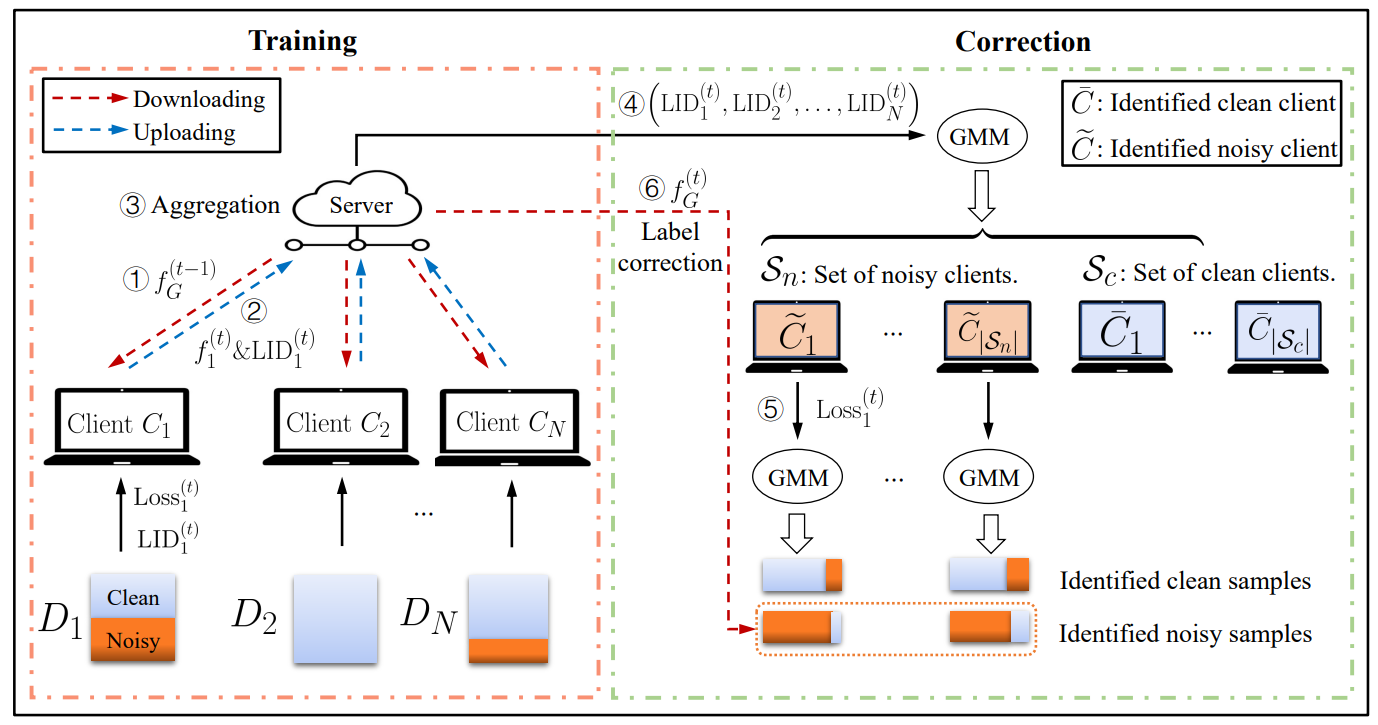 Training
Correction
Downloading
Uploading
③ Aggregation
Server
① f_G^{(t−1)}
②
f_1^{(t)}&LID_1^{(t)}
Client C_1
Client C_2
Client C_N
Loss_1^{(t)}
LID_1^{(t)}
...
D_1
Clean
Noisy
D_2
D_N
④ (LID_1^{(t)}, LID_2^{(t)}, …, LID_N^{(t)})
GMM
C̄: Identified clean client
C̃: Identified noisy client
⑥ f_G^{(t)}
Label
correction
𝒮_n: Set of noisy clients.
𝒮_c: Set of clean clients.
C̃_1
...
C̃_{|𝒮_n|}
C̄_1
...
C̄_{|𝒮_c|}
⑤ Loss_1^{(t)}
GMM
...
GMM
Identified clean samples
Identified noisy samples